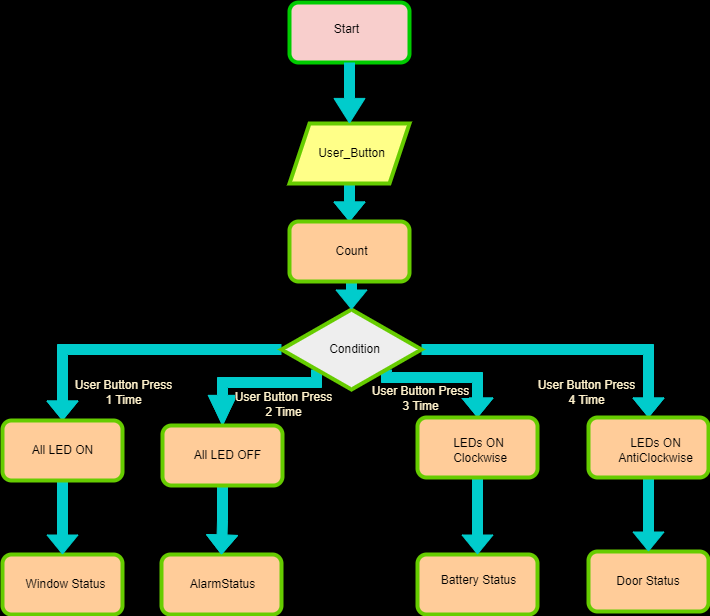 Start
User_Button
Count
Condition
User Button Press
1 Time
User Button Press
2 Time
User Button Press
3 Time
User Button Press
4 Time
All LED ON
All LED OFF
LEDs ON
Clockwise
LEDs ON
AntiClockwise
Window Status
AlarmStatus
Battery Status
Door Status